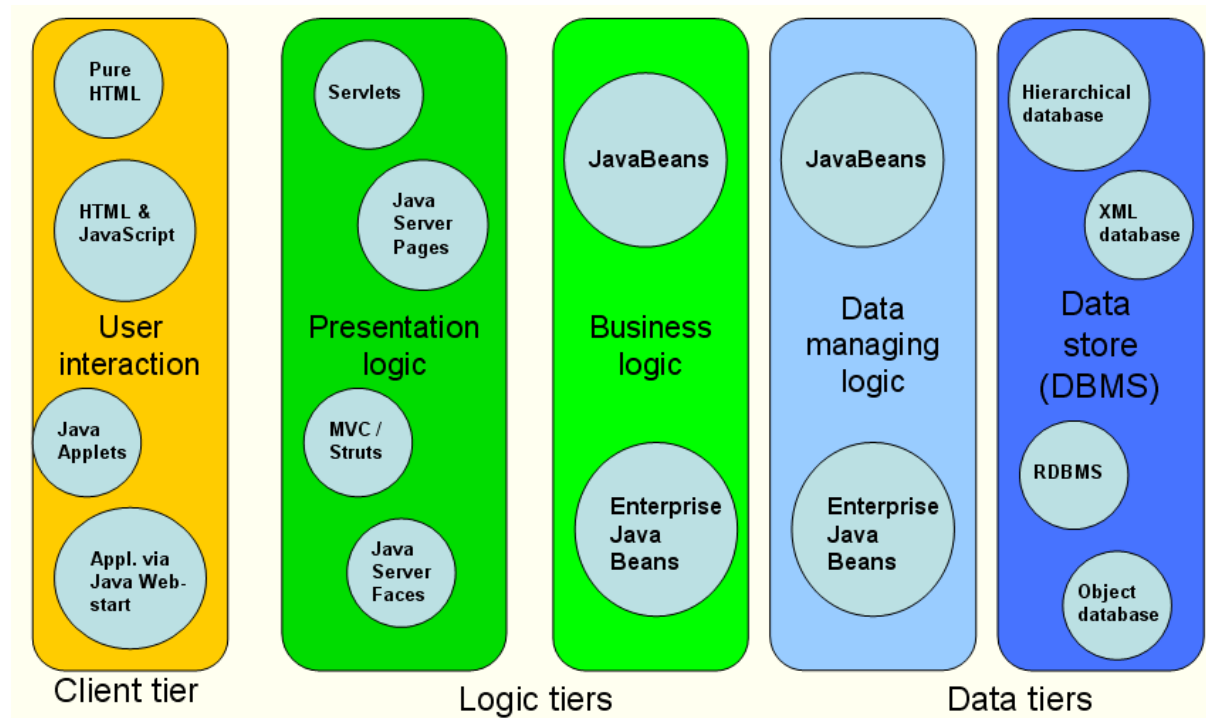 Pure
HTML
HTML &
JavaScript
User
interaction
Java
Applets
Appl. via
Java Web-
start
Client tier
Servlets
Java
Server
Pages
Presentation
logic
MVC /
Struts
Java
Server
Faces
JavaBeans
Business
logic
Enterprise
Java
Beans
Logic tiers
JavaBeans
Data
managing
logic
Enterprise
Java
Beans
Hierarchical
database
XML
database
Data
store
(DBMS)
RDBMS
Object
database
Data tiers